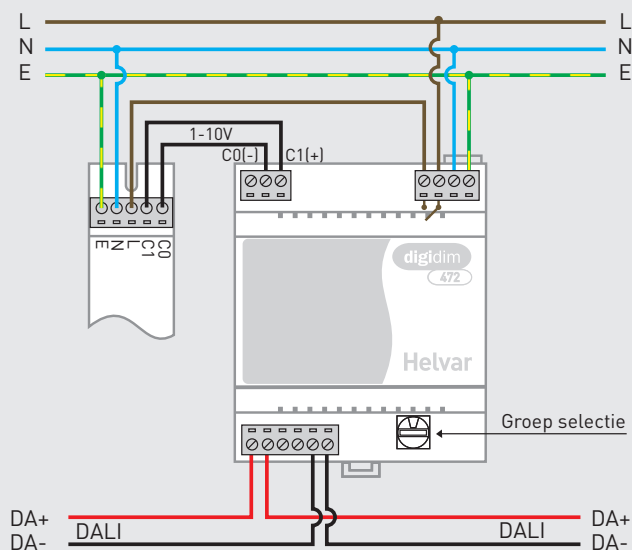 L L
N N
E E
1-10V
C0(-) C1(+)
E N L C1 C0
digidim
472
Helvar
Groep selectie
DA+ DA+
DALI DALI
DA- DA-